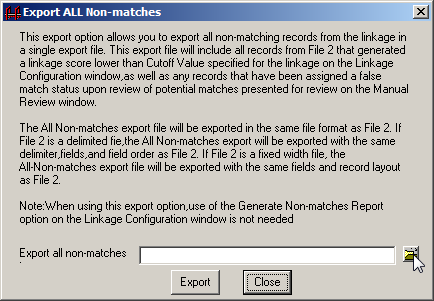 Export ALL Non-matches
This export option allows you to export all non-matching records from the linkage in
a single export file. This export file will include all records from File 2 that generated
a linkage score lower than Cutoff Value specified for the linkage on the Linkage
Configuration window,as well as any records that have been assigned a false
match status upon review of potential matches presented for review on the Manual
Review window.
The All Non-matches export file will be exported in the same file format as File 2. If
File 2 is a delimited fie,the All Non-matches export will be exported with the same
delimiter,fields,and field order as File 2. If File 2 is a fixed width file, the
All-Non-matches export file will be exported with the same fields and record layout
as File 2.
Note:When using this export option,use of the Generate Non-matches Report
option on the Linkage Configuration window is not needed
Export all non-matches
Export
Close